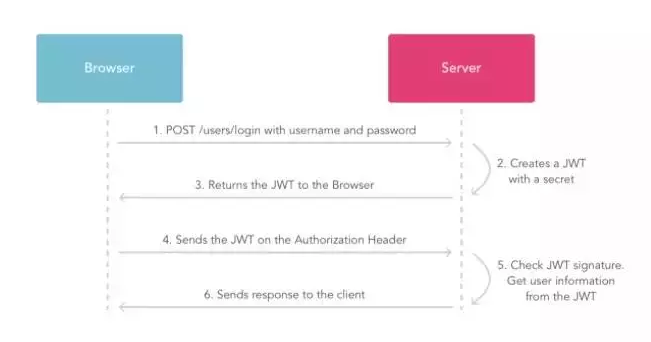 Browser
Server
1. POST /users/login with username and password
2. Creates a JWT
with a secret
3. Returns the JWT to the Browser
4. Sends the JWT on the Authorization Header
5. Check JWT signature.
Get user information
from the JWT
6. Sends response to the client